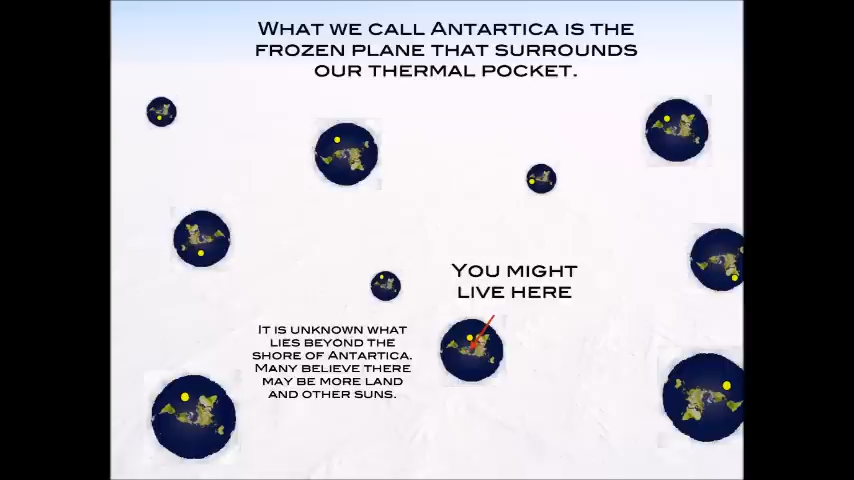 What we call Antartica is the
frozen plane that surrounds
our thermal pocket.
You might
live here
It is unknown what
lies beyond the
shore of Antartica.
Many believe there
may be more land
and other suns.